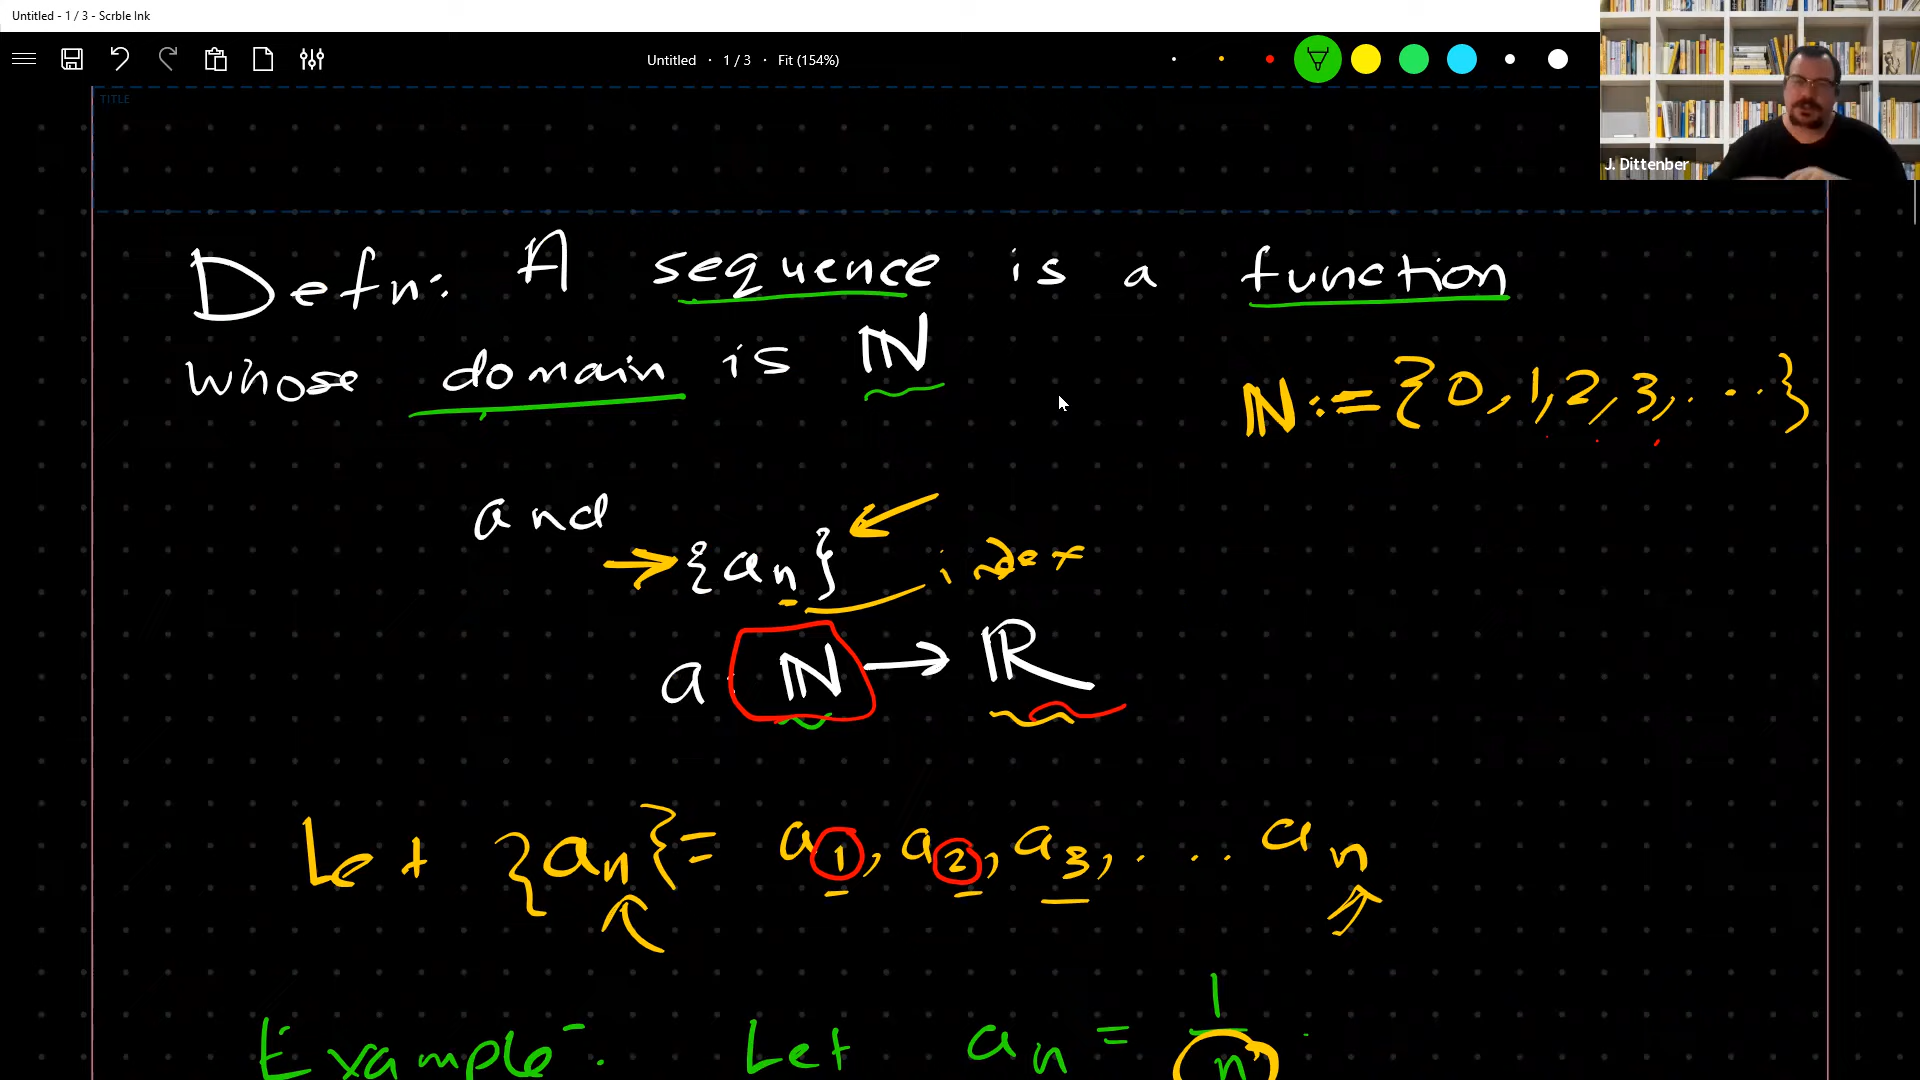 Untitled - 1 / 3 - Scrble Ink
Untitled · 1 / 3 · Fit (154%)
J. Dittenber
TITLE
Defn: A sequence is a function
whose domain is ℕ
ℕ := {0, 1, 2, 3, ...}
and
→ {aₙ} index
a : ℕ → ℝ
Let {aₙ} = a₁, a₂, a₃, ... aₙ
Example: Let aₙ = 1/n